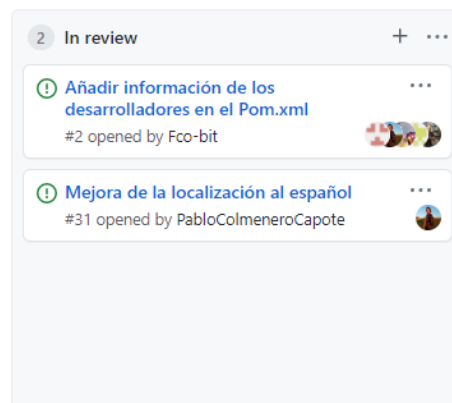 2 In review
Añadir información de los
desarrolladores en el Pom.xml
#2 opened by Fco-bit
Mejora de la localización al español
#31 opened by PabloColmeneroCapote